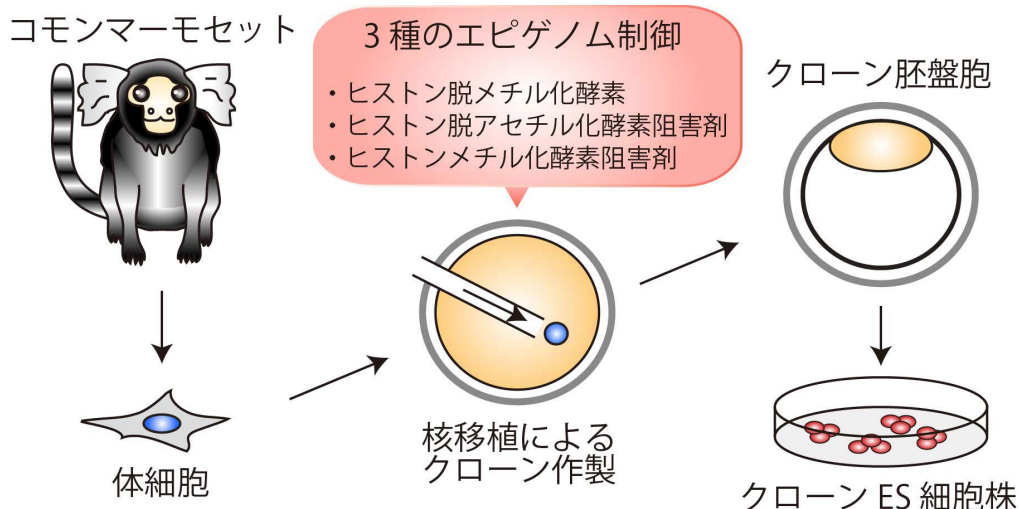 コモンマーモセット
3種のエピゲノム制御
・ヒストン脱メチル化酵素
・ヒストン脱アセチル化酵素阻害剤
・ヒストンメチル化酵素阻害剤
クローン胚盤胞
体細胞
核移植による
クローン作製
クローン ES 細胞株